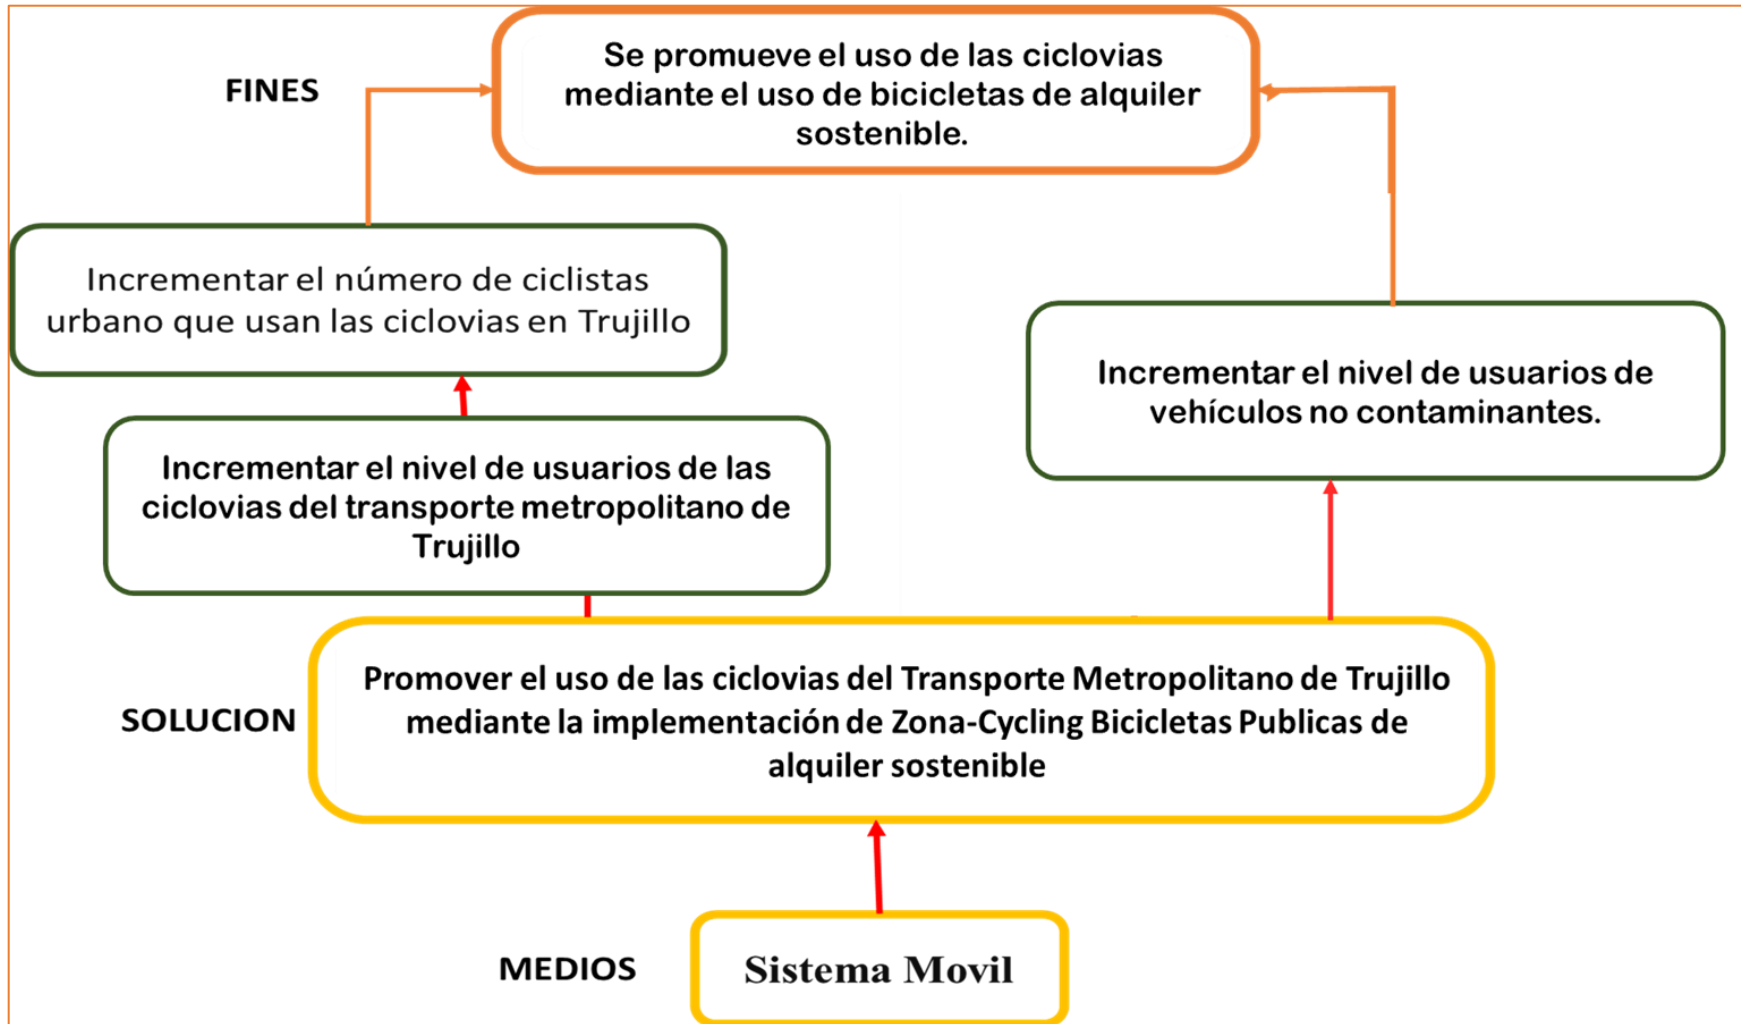 Se promueve el uso de las ciclovias
mediante el uso de bicicletas de alquiler
sostenible.
FINES
Incrementar el número de ciclistas
urbano que usan las ciclovias en Trujillo
Incrementar el nivel de usuarios de
vehículos no contaminantes.
Incrementar el nivel de usuarios de las
ciclovias del transporte metropolitano de
Trujillo
SOLUCION
Promover el uso de las ciclovias del Transporte Metropolitano de Trujillo
mediante la implementación de Zona-Cycling Bicicletas Publicas de
alquiler sostenible
MEDIOS
Sistema Movil